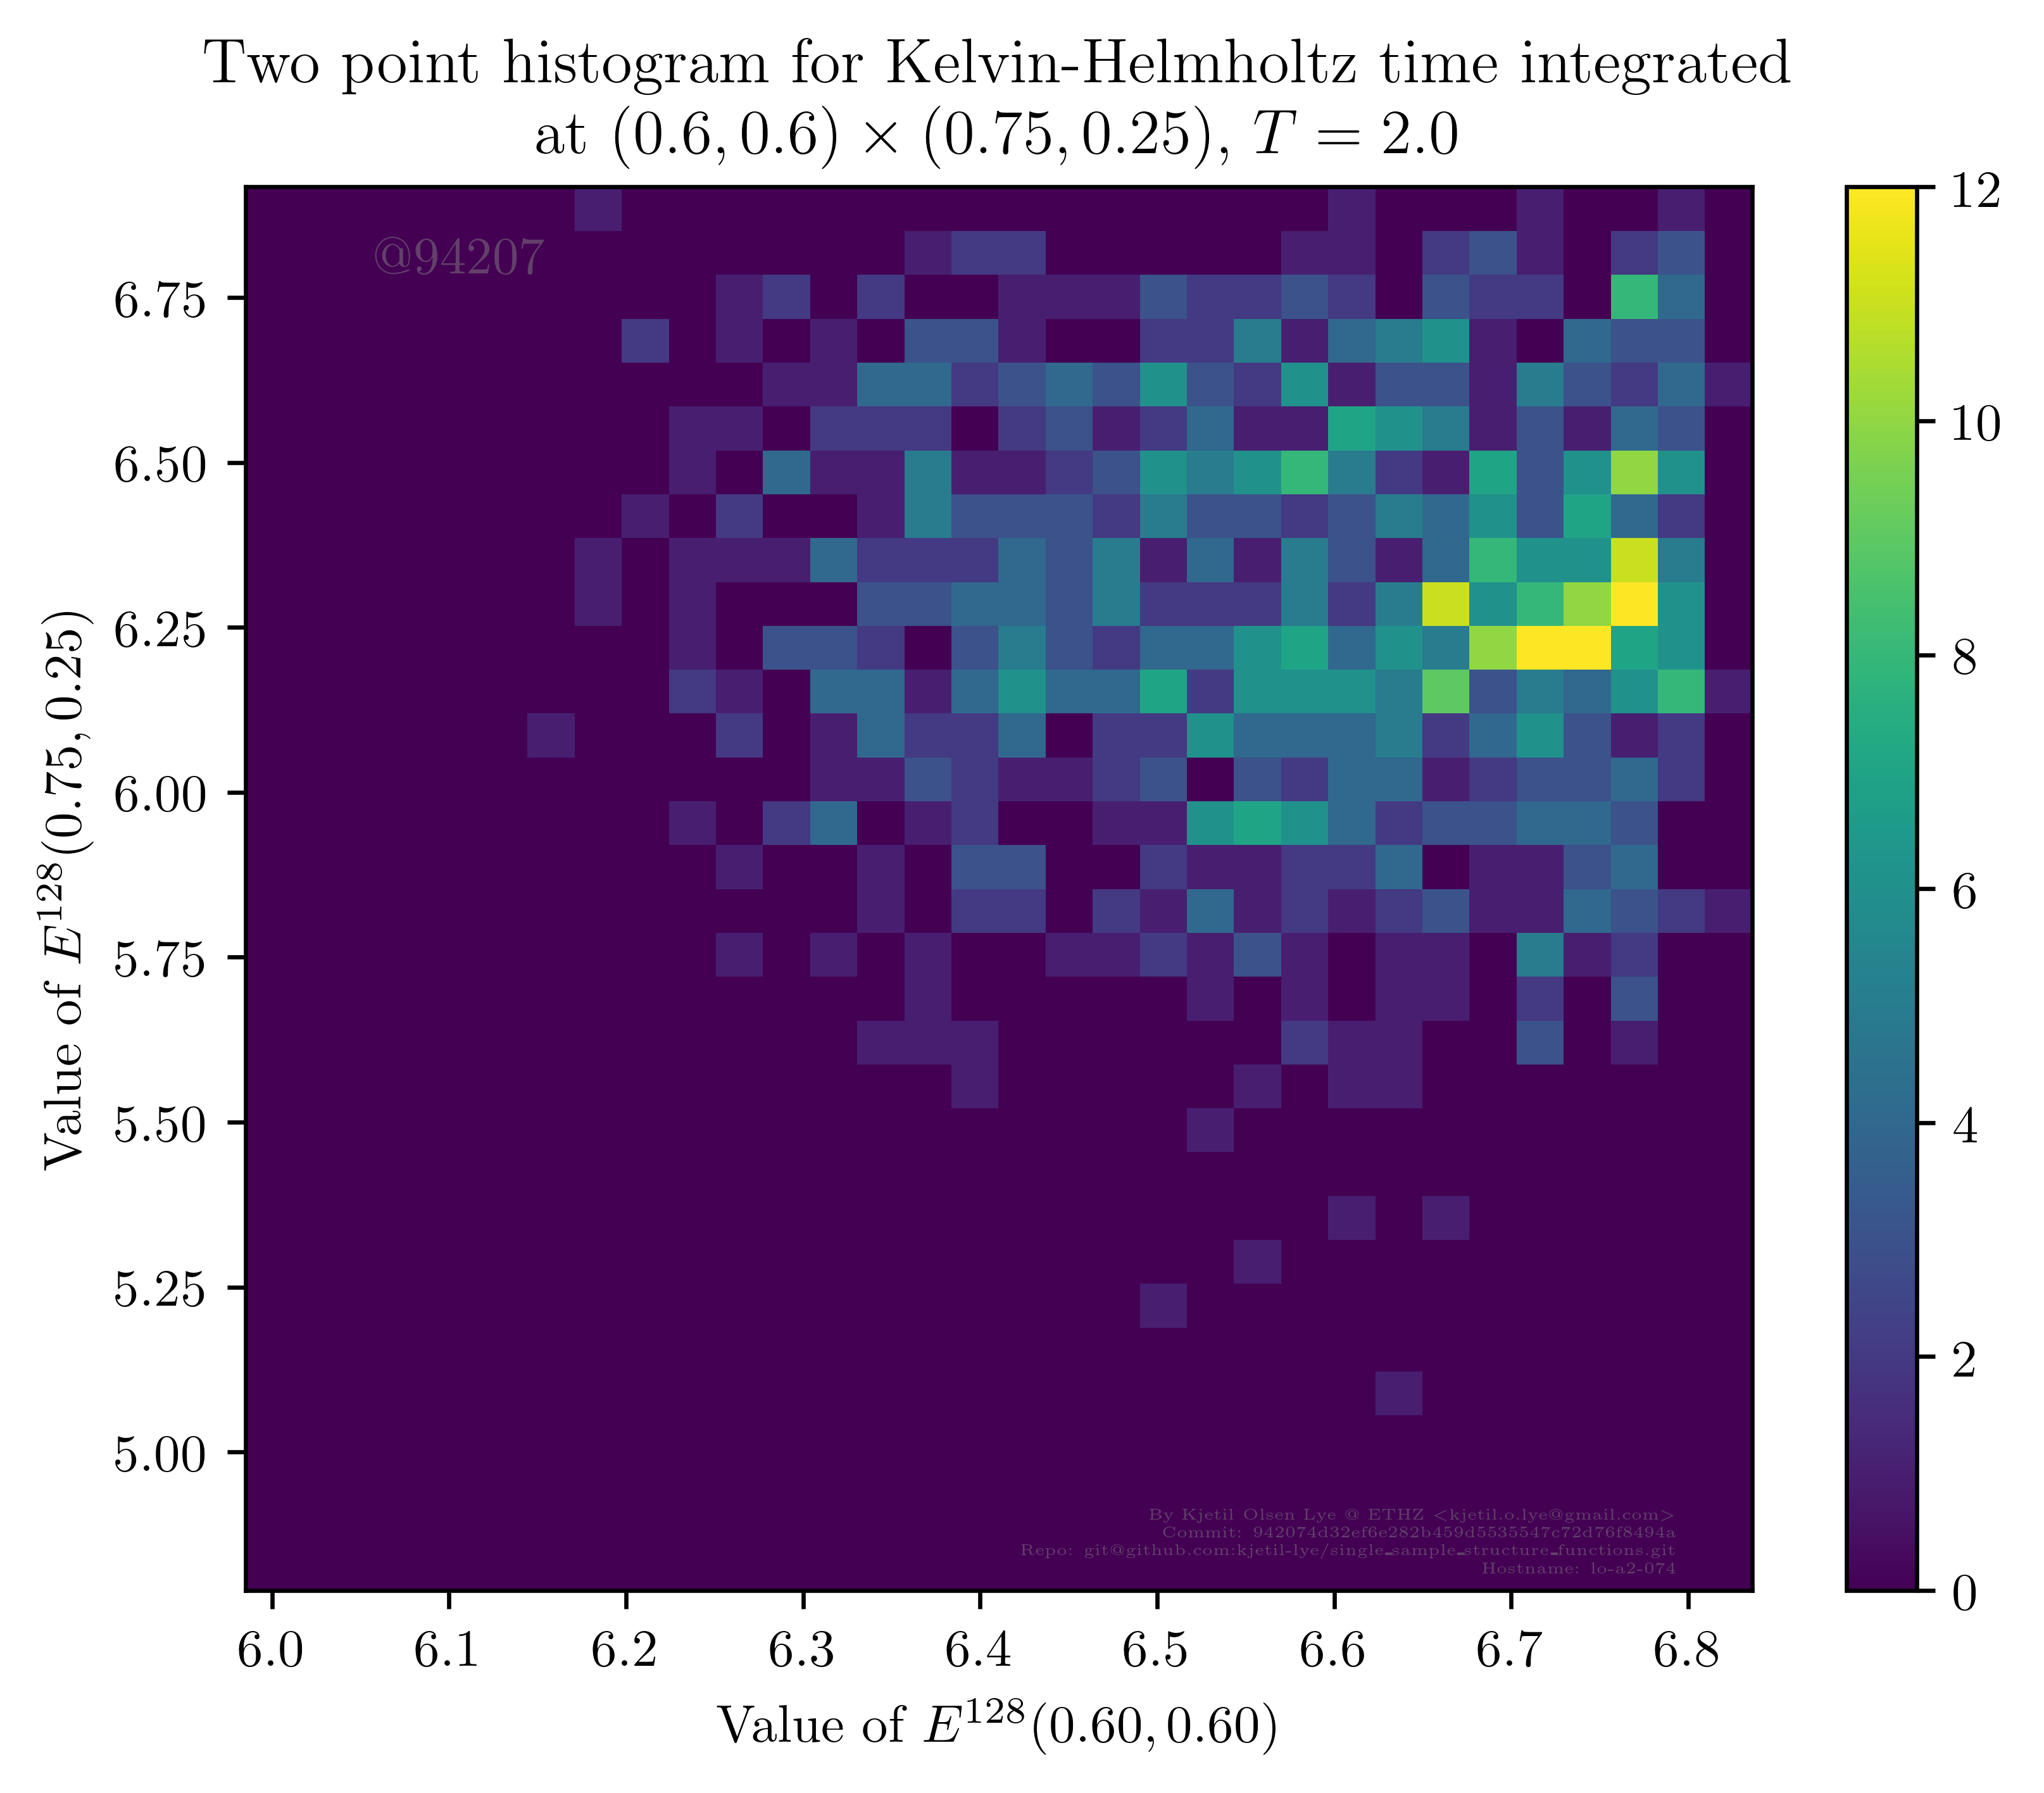 Two point histogram for Kelvin-Helmholtz time integrated
at (0.6, 0.6) × (0.75, 0.25), T = 2.0
@94207
12
10
8
6
4
2
0
6.75
6.50
6.25
6.00
5.75
5.50
5.25
5.00
Value of E¹²⁸(0.75, 0.25)
By Kjetil Olsen Lye @ ETHZ <kjetil.o.lye@gmail.com>
Commit: 942074d32ef6e282b459d5535547c72d76f8494a
Repo: git@github.com:kjetil-lye/single_sample_structure_functions.git
Hostname: lo-a2-074
6.0 6.1 6.2 6.3 6.4 6.5 6.6 6.7 6.8
Value of E¹²⁸(0.60, 0.60)